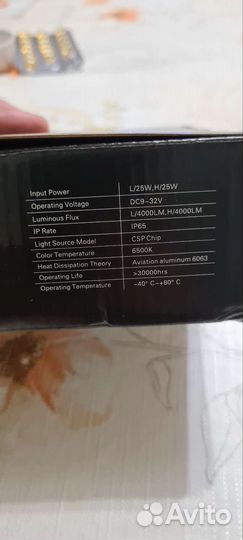 Input Power L/25W,H/25W
Operating Voltage DC9-32V
Luminous Flux L/4000LM,H/4000LM
IP Rate IP65
Light Source Model CSP Chip
Color Temperature 6500K
Heat Dissipation Theory Aviation aluminum 6063
Operating Life >30000hrs
Operating Temperature -40° C-+80° C
Avito